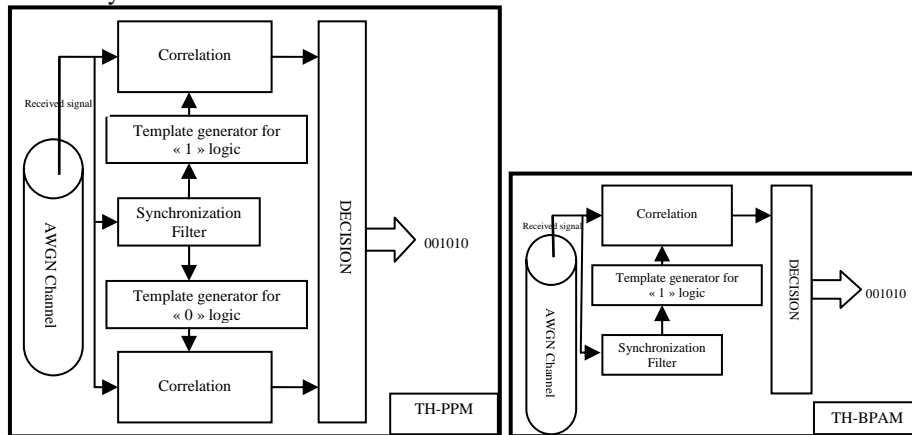 Correlation
Received signal
Template generator for
« 1 » logic
Synchronization
Filter
AWGN Channel
DECISION
001010
Template generator for
« 0 » logic
Correlation
TH-PPM
Correlation
Received signal
Template generator for
« 1 » logic
Synchronization
Filter
AWGN Channel
DECISION
001010
TH-BPAM